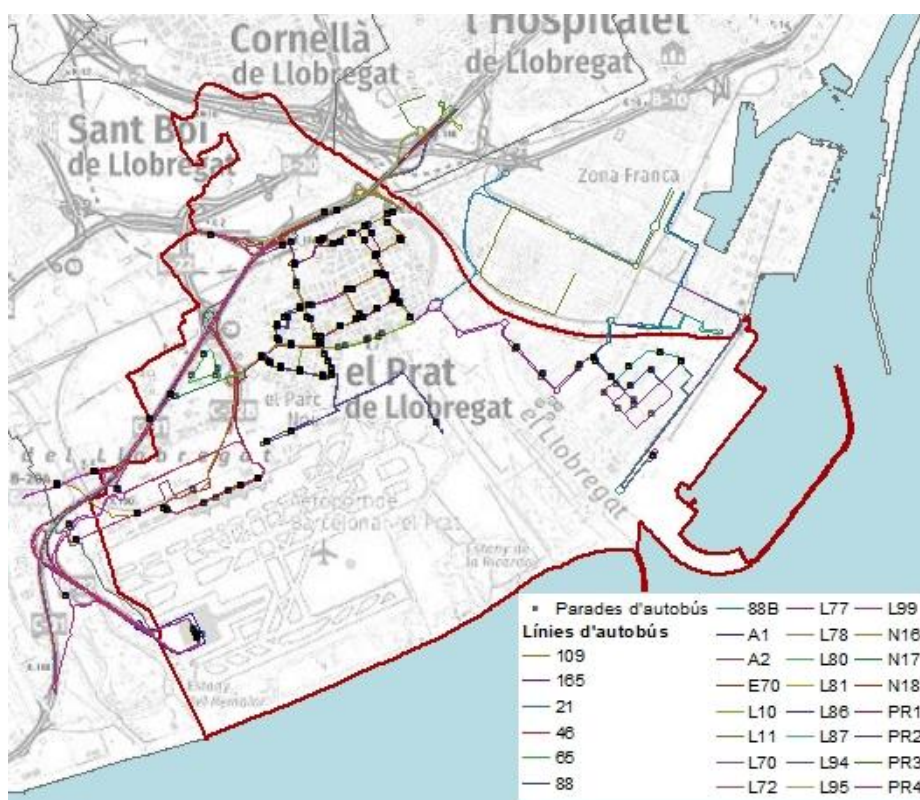 l'Hospitalet
de Llobregat
Cornellà
de Llobregat
Sant Boi
de Llobregat
B-10
Zona Franca
el Prat
de Llobregat
el Parc
el Llobregat
del Llobregat
Aeroport de
Barcelona - el Prat
Estany de
la Ricarda
Estany
el Remolar
Parades d'autobús
Línies d'autobús
109
165
21
46
65
88
88B
A1
A2
E70
L10
L11
L70
L72
L77
L78
L80
L81
L86
L87
L94
L95
L99
N16
N17
N18
PR1
PR2
PR3
PR4